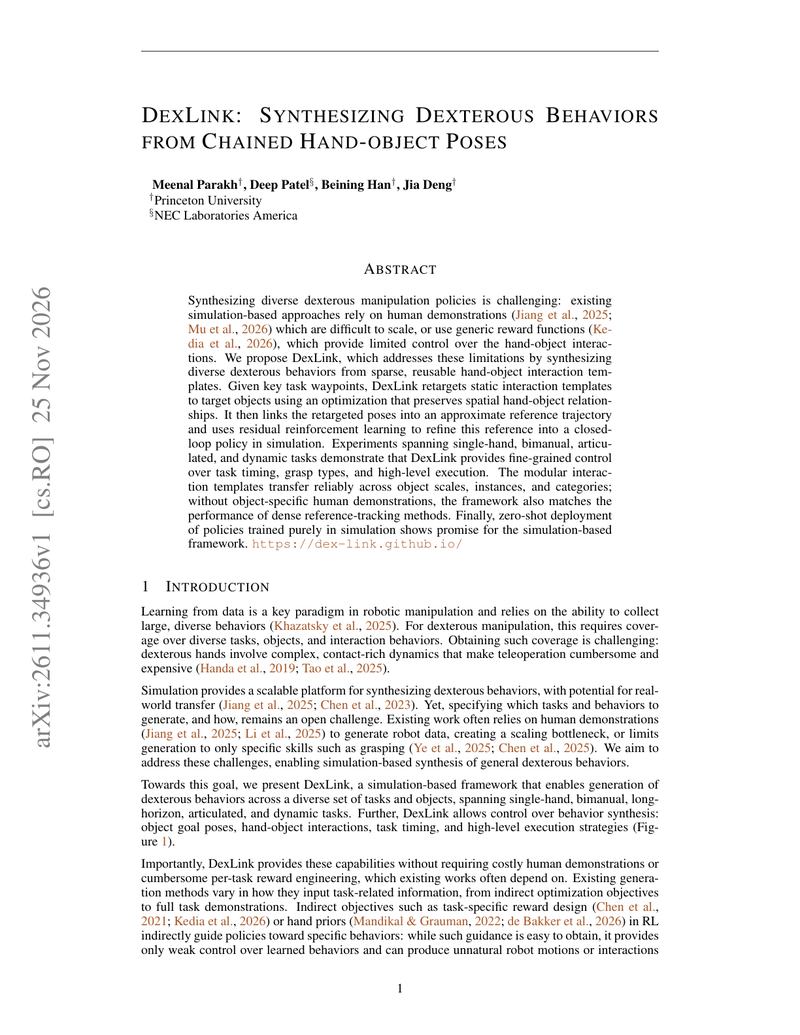 DEXLINK: SYNTHESIZING DEXTEROUS BEHAVIORS
FROM CHAINED HAND-OBJECT POSES
Meenal Parakh†, Deep Patel§, Beining Han†, Jia Deng†
†Princeton University
§NEC Laboratories America
ABSTRACT
Synthesizing diverse dexterous manipulation policies is challenging: existing
simulation-based approaches rely on human demonstrations (Jiang et al., 2025;
Mu et al., 2026) which are difficult to scale, or use generic reward functions (Ke-
dia et al., 2026), which provide limited control over the hand-object interac-
tions. We propose DexLink, which addresses these limitations by synthesizing
diverse dexterous behaviors from sparse, reusable hand-object interaction tem-
plates. Given key task waypoints, DexLink retargets static interaction templates
to target objects using an optimization that preserves spatial hand-object relation-
ships. It then links the retargeted poses into an approximate reference trajectory
and uses residual reinforcement learning to refine this reference into a closed-
loop policy in simulation. Experiments spanning single-hand, bimanual, articu-
lated, and dynamic tasks demonstrate that DexLink provides fine-grained control
over task timing, grasp types, and high-level execution. The modular interac-
tion templates transfer reliably across object scales, instances, and categories;
without object-specific human demonstrations, the framework also matches the
performance of dense reference-tracking methods. Finally, zero-shot deployment
of policies trained purely in simulation shows promise for the simulation-based
framework. https://dex-link.github.io/
1 INTRODUCTION
Learning from data is a key paradigm in robotic manipulation and relies on the ability to collect
large, diverse behaviors (Khazatsky et al., 2025). For dexterous manipulation, this requires cover-
age over diverse tasks, objects, and interaction behaviors. Obtaining such coverage is challenging:
dexterous hands involve complex, contact-rich dynamics that make teleoperation cumbersome and
expensive (Handa et al., 2019; Tao et al., 2025).
Simulation provides a scalable platform for synthesizing dexterous behaviors, with potential for real-
world transfer (Jiang et al., 2025; Chen et al., 2023). Yet, specifying which tasks and behaviors to
generate, and how, remains an open challenge. Existing work often relies on human demonstrations
(Jiang et al., 2025; Li et al., 2025) to generate robot data, creating a scaling bottleneck, or limits
generation to only specific skills such as grasping (Ye et al., 2025; Chen et al., 2025). We aim to
address these challenges, enabling simulation-based synthesis of general dexterous behaviors.
Towards this goal, we present DexLink, a simulation-based framework that enables generation of
dexterous behaviors across a diverse set of tasks and objects, spanning single-hand, bimanual, long-
horizon, articulated, and dynamic tasks. Further, DexLink allows control over behavior synthesis:
object goal poses, hand-object interactions, task timing, and high-level execution strategies (Fig-
ure 1).
Importantly, DexLink provides these capabilities without requiring costly human demonstrations or
cumbersome per-task reward engineering, which existing works often depend on. Existing genera-
tion methods vary in how they input task-related information, from indirect optimization objectives
to full task demonstrations. Indirect objectives such as task-specific reward design (Chen et al.,
2021; Kedia et al., 2026) or hand priors (Mandikal & Grauman, 2022; de Bakker et al., 2026) in RL
indirectly guide policies toward specific behaviors: while such guidance is easy to obtain, it provides
only weak control over learned behaviors and can produce unnatural robot motions or interactions
1
arXiv:2611.34936v1 [cs.RO] 25 Nov 2026